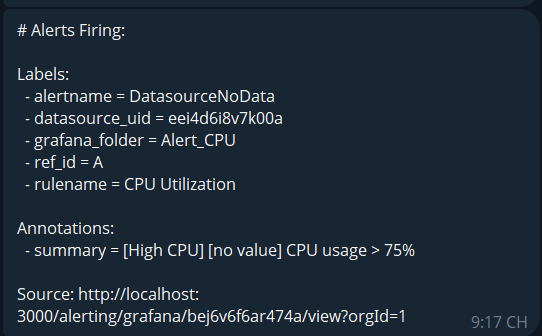 # Alerts Firing:
Labels:
- alertname = DatasourceNoData
- datasource_uid = eei4d6i8v7k00a
- grafana_folder = Alert_CPU
- ref_id = A
- rulename = CPU Utilization
Annotations:
- summary = [High CPU] [no value] CPU usage > 75%
Source: http://localhost:
3000/alerting/grafana/bej6v6f6ar474a/view?orgId=1
9:17 CH